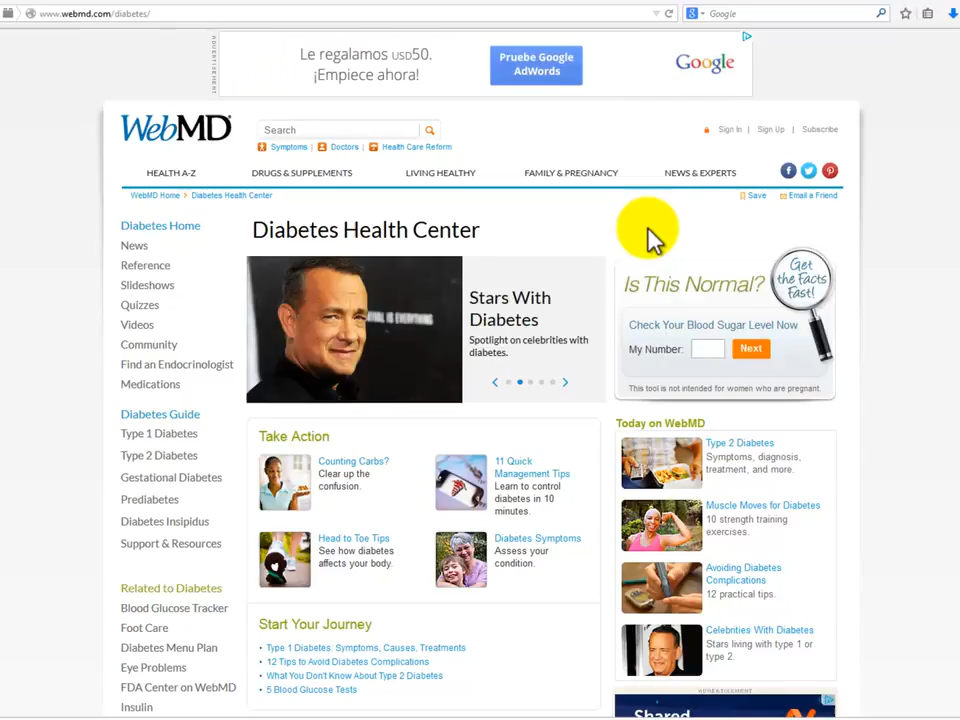 www.webmd.com/diabetes/
Google
ADVERTISEMENT
Le regalamos USD50.
¡Empiece ahora!
Pruebe Google
AdWords
Google
WebMD
Search
Sign In | Sign Up | Subscribe
Symptoms | Doctors | Health Care Reform
HEALTH A-Z DRUGS & SUPPLEMENTS LIVING HEALTHY FAMILY & PREGNANCY NEWS & EXPERTS
WebMD Home > Diabetes Health Center
Save Email a Friend
Diabetes Home
News
Reference
Slideshows
Quizzes
Videos
Community
Find an Endocrinologist
Medications
Diabetes Guide
Type 1 Diabetes
Type 2 Diabetes
Gestational Diabetes
Prediabetes
Diabetes Insipidus
Support & Resources
Related to Diabetes
Blood Glucose Tracker
Foot Care
Diabetes Menu Plan
Eye Problems
FDA Center on WebMD
Insulin
Diabetes Health Center
IAL IS EVERYTHING
Stars With
Diabetes
Spotlight on celebrities with
diabetes.
Is This Normal?
Get
the Facts
Fast!
Check Your Blood Sugar Level Now
My Number: Next
This tool is not intended for women who are pregnant.
Take Action
Counting Carbs?
Clear up the
confusion.
11 Quick
Management Tips
Learn to control
diabetes in 10
minutes.
Head to Toe Tips
See how diabetes
affects your body.
Diabetes Symptoms
Assess your
condition.
Start Your Journey
Type 1 Diabetes: Symptoms, Causes, Treatments
12 Tips to Avoid Diabetes Complications
What You Don't Know About Type 2 Diabetes
5 Blood Glucose Tests
Today on WebMD
Type 2 Diabetes
Symptoms, diagnosis,
treatment, and more.
Muscle Moves for Diabetes
10 strength training
exercises.
Avoiding Diabetes
Complications
12 practical tips.
Celebrities With Diabetes
Stars living with type 1 or
type 2.
ADVERTISEMENT
Shared